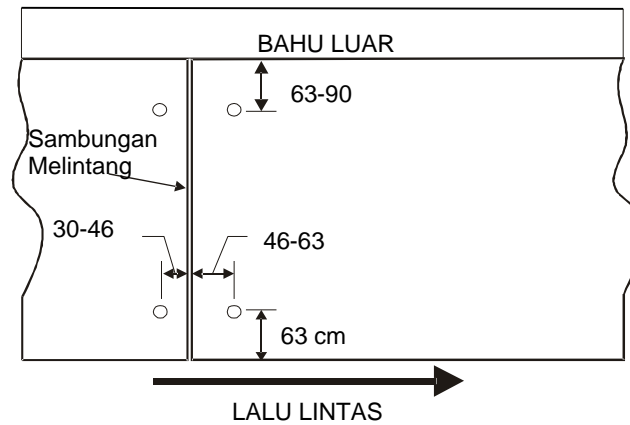 BAHU LUAR
63-90
Sambungan
Melintang
30-46
46-63
63 cm
LALU LINTAS